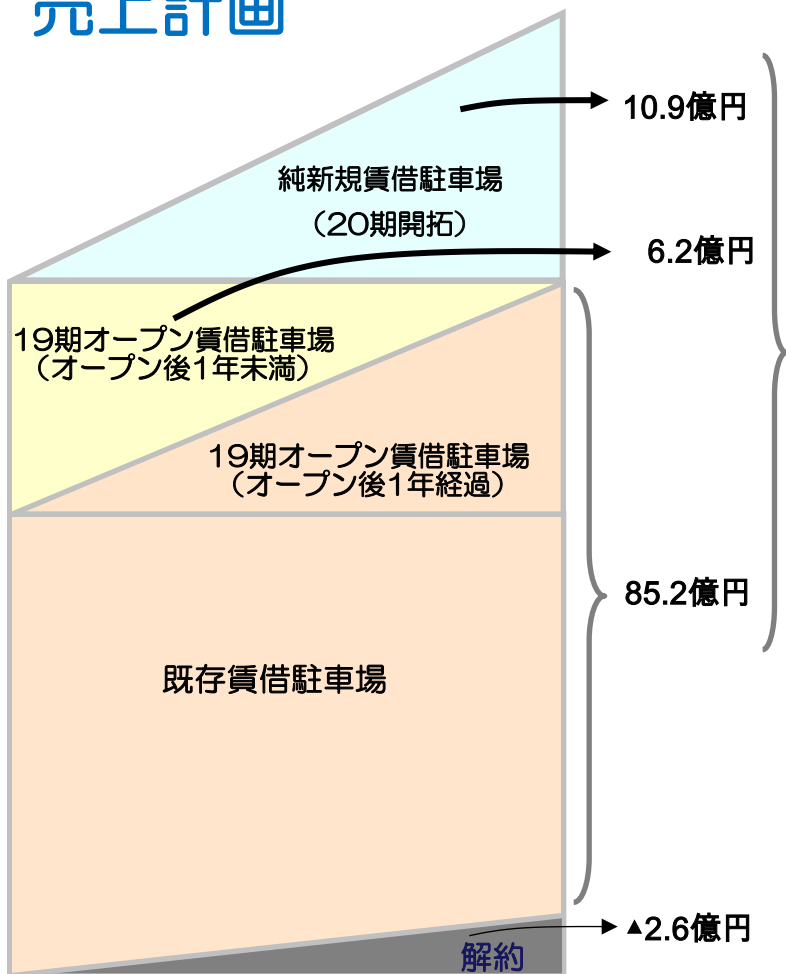 売上計画
10.9億円
純新規賃借駐車場
（20期開拓）
6.2億円
19期オープン賃借駐車場
（オープン後1年未満）
19期オープン賃借駐車場
（オープン後1年経過）
85.2億円
既存賃借駐車場
▲2.6億円
解約